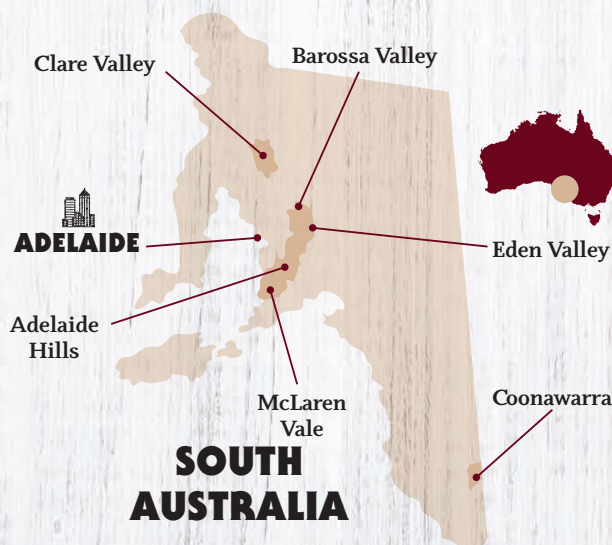 Clare Valley
Barossa Valley
ADELAIDE
Eden Valley
Adelaide
Hills
McLaren
Vale
Coonawarra
SOUTH
AUSTRALIA